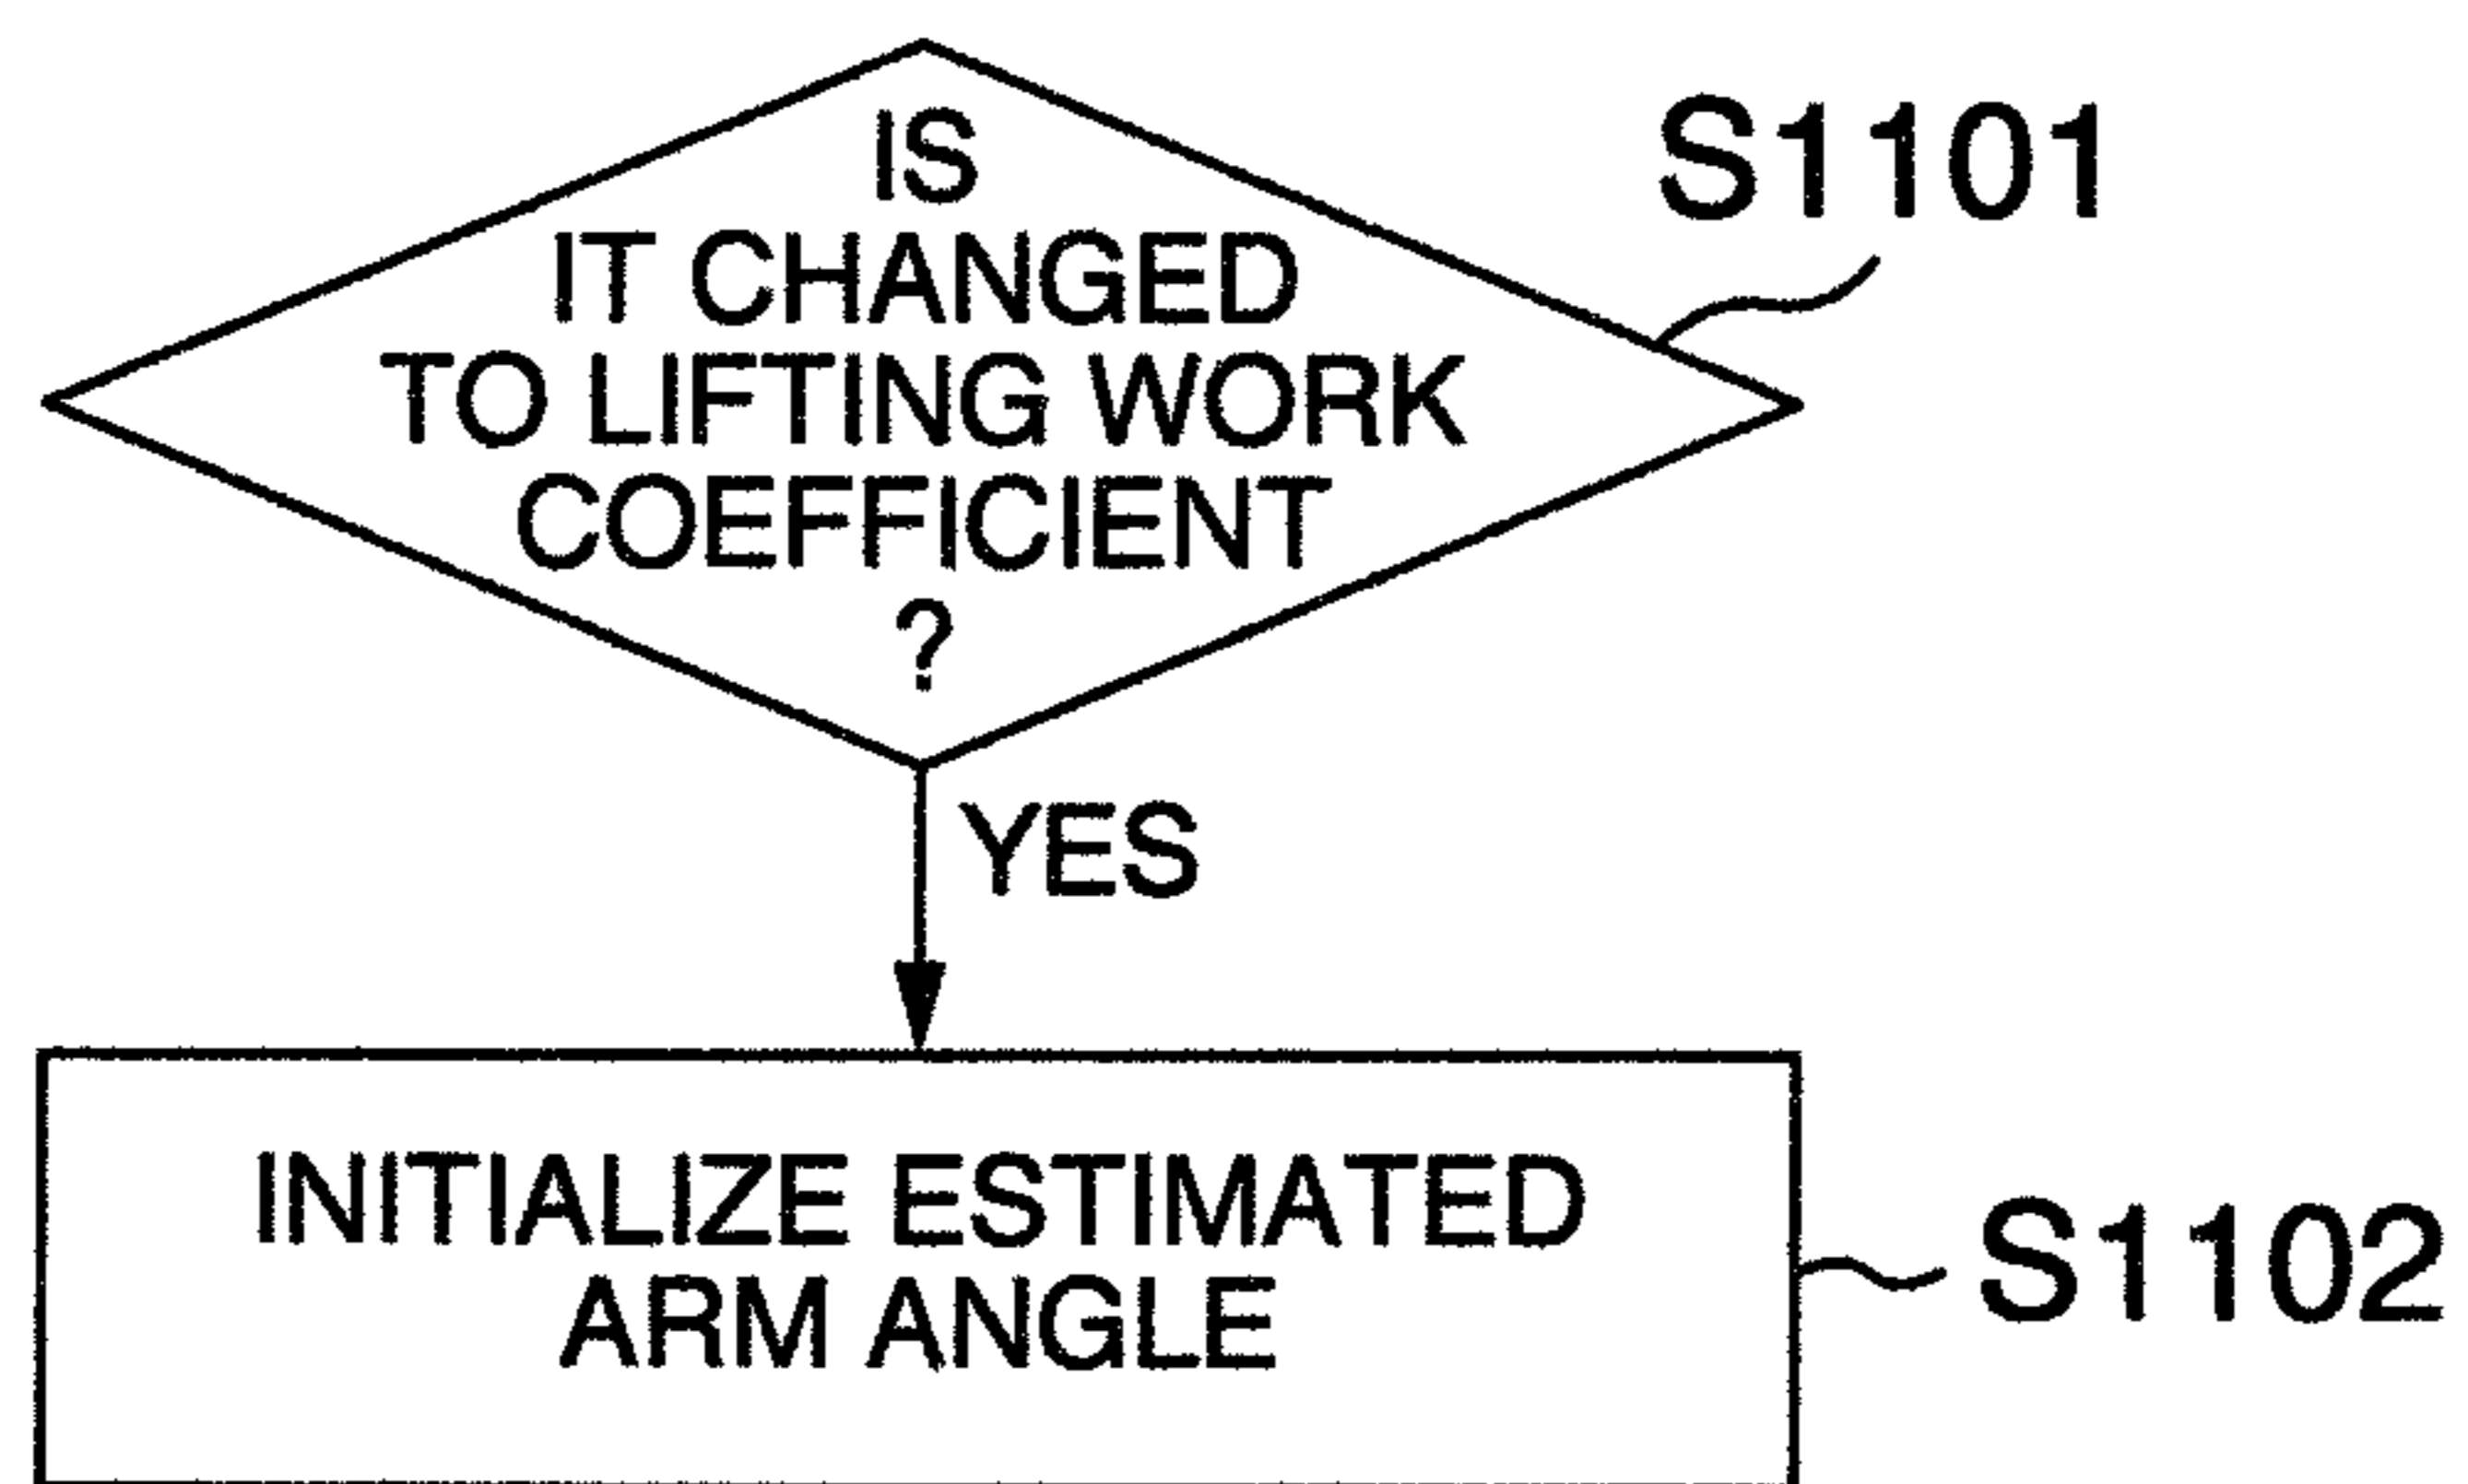 IS
IT CHANGED
TO LIFTING WORK
COEFFICIENT
?
S1101
YES
INITIALIZE ESTIMATED
ARM ANGLE
S1102